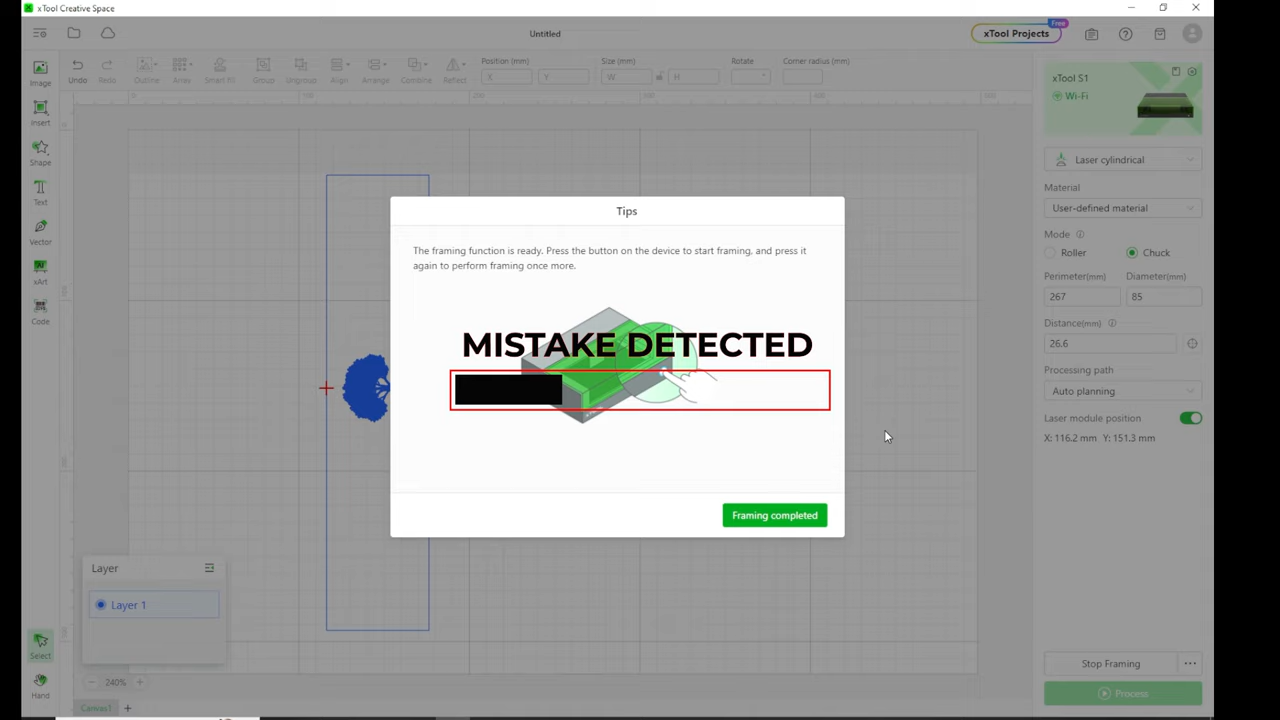 xTool Creative Space
Untitled
xTool Projects
Free
Undo
Redo
Outline
Array
Smart fill
Group
Ungroup
Align
Arrange
Combine
Reflect
Position (mm)
X
Y
Size (mm)
W
H
Rotate
Corner radius (mm)
Image
Insert
Shape
Text
Vector
xArt
Code
Select
Hand
Tips
The framing function is ready. Press the button on the device to start framing, and press it
again to perform framing once more.
MISTAKE DETECTED
Framing completed
Layer
Layer 1
240%
Canvas1
xTool S1
Wi-Fi
Laser cylindrical
Material
User-defined material
Mode
Roller
Chuck
Perimeter(mm)
Diameter(mm)
267
85
Distance(mm)
26.6
Processing path
Auto planning
Laser module position
X: 116.2 mm Y: 151.3 mm
Stop Framing
Process